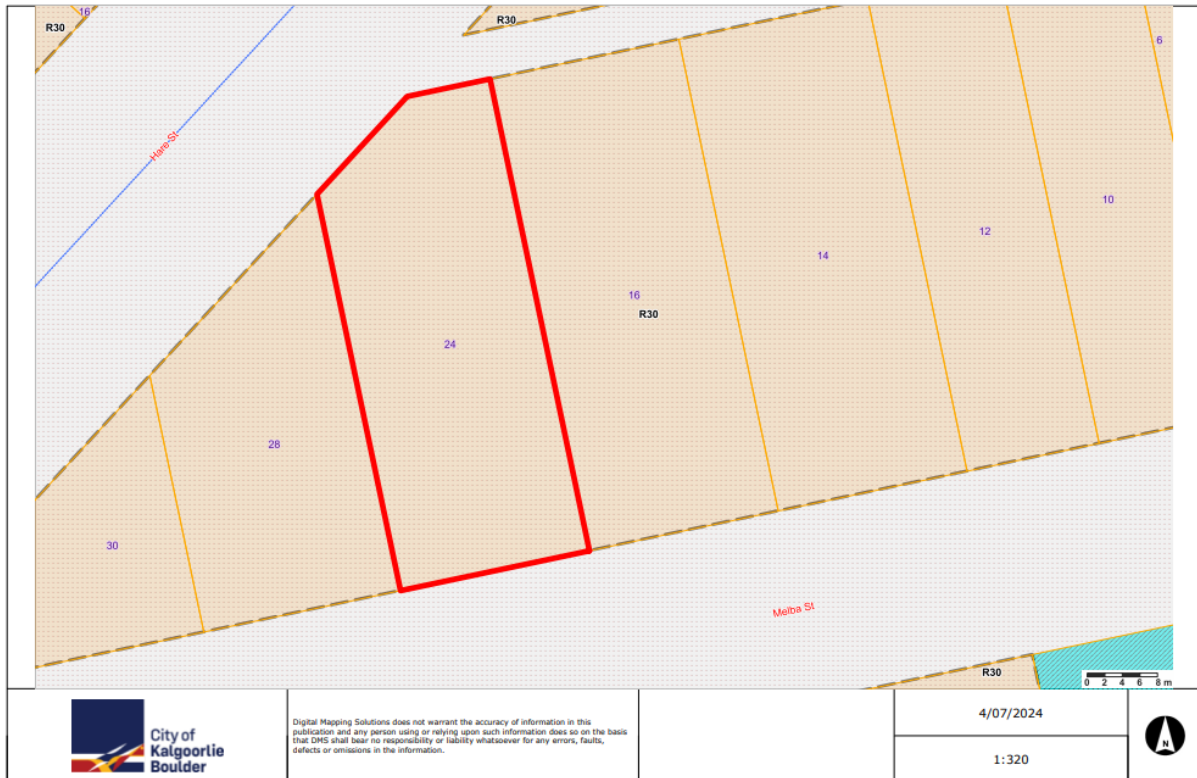 16
R30
R30
6
Hare St
10
12
14
16
R30
24
28
30
Melba St
R30
0 2 4 6 8 m
City of
Kalgoorlie
Boulder
Digital Mapping Solutions does not warrant the accuracy of information in this
publication and any person using or relying upon such information does so on the basis
that DMS shall bear no responsibility or liability whatsoever for any errors, faults,
defects or omissions in the information.
4/07/2024
1:320
N